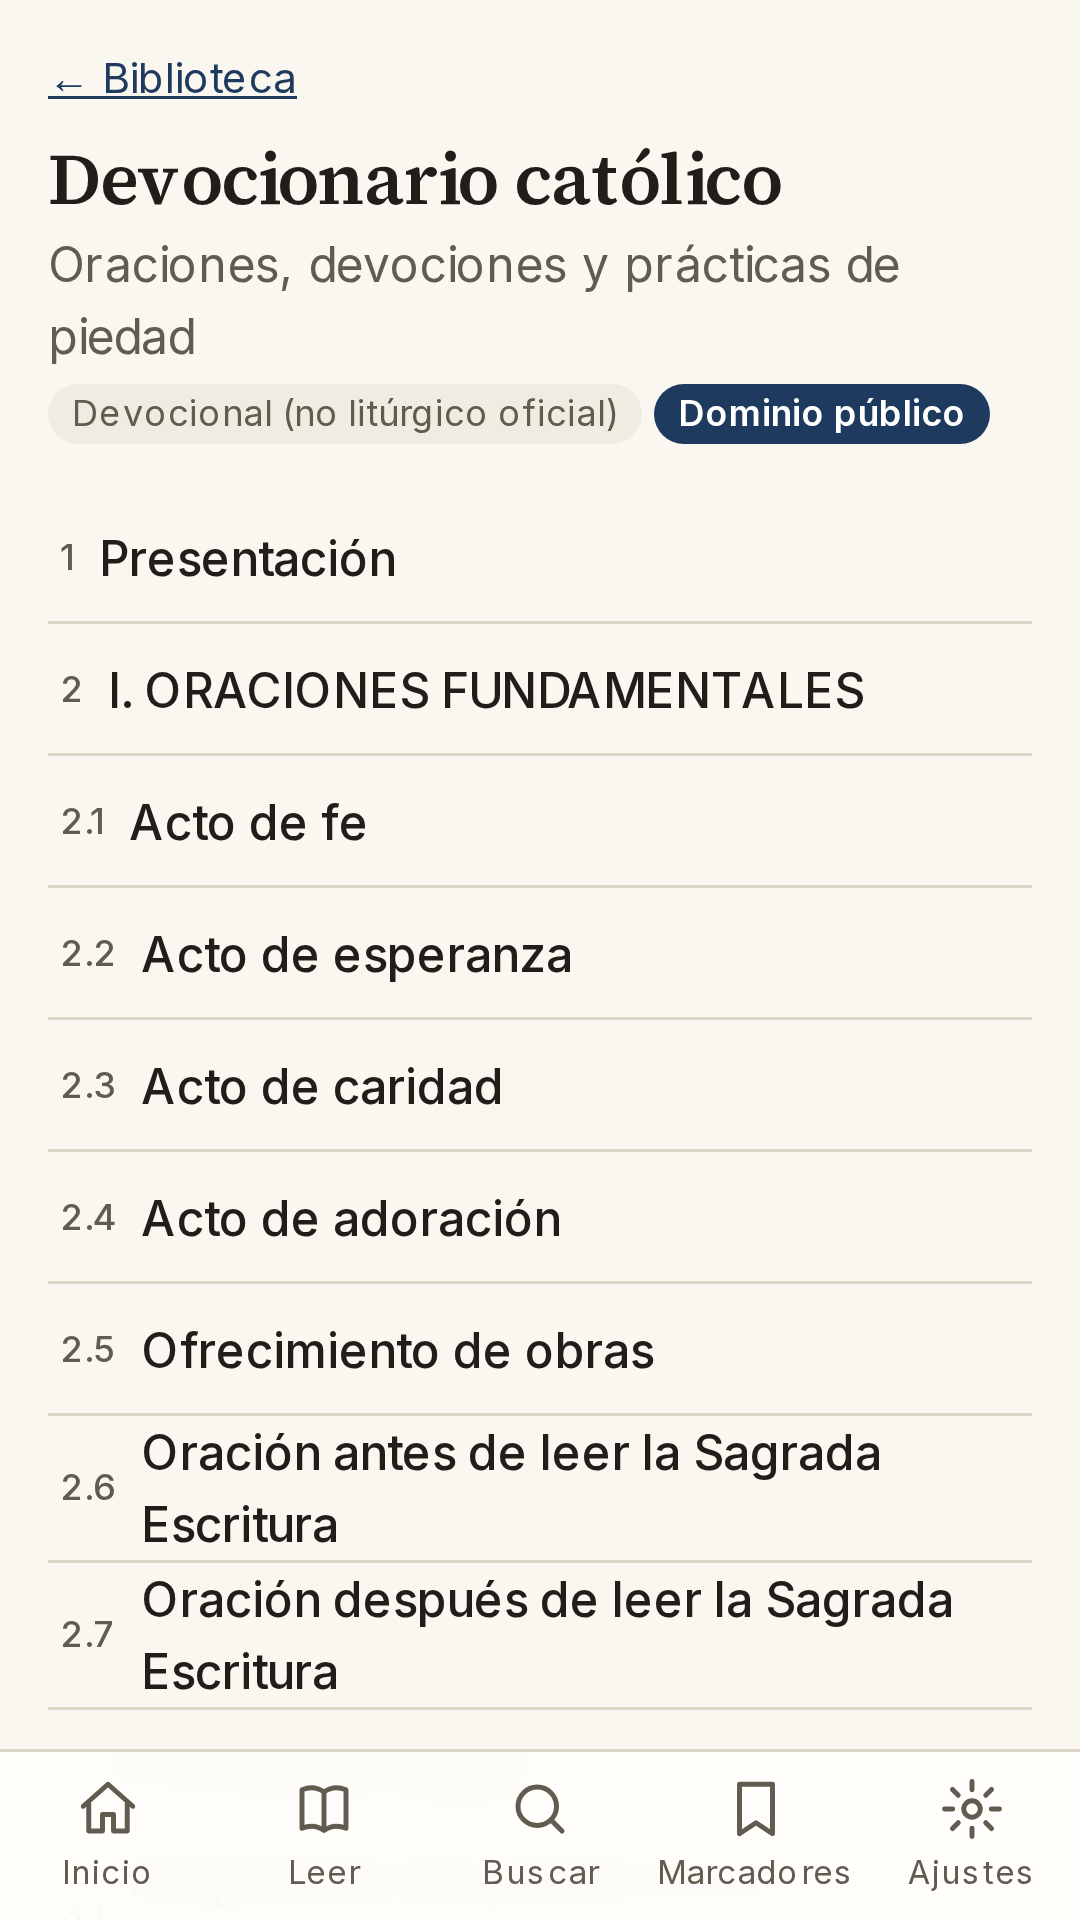 ← Biblioteca
Devocionario católico
Oraciones, devociones y prácticas de
piedad
Devocional (no litúrgico oficial) Dominio público
1 Presentación
2 I. ORACIONES FUNDAMENTALES
2.1 Acto de fe
2.2 Acto de esperanza
2.3 Acto de caridad
2.4 Acto de adoración
2.5 Ofrecimiento de obras
2.6 Oración antes de leer la Sagrada
Escritura
2.7 Oración después de leer la Sagrada
Escritura
Inicio Leer Buscar Marcadores Ajustes